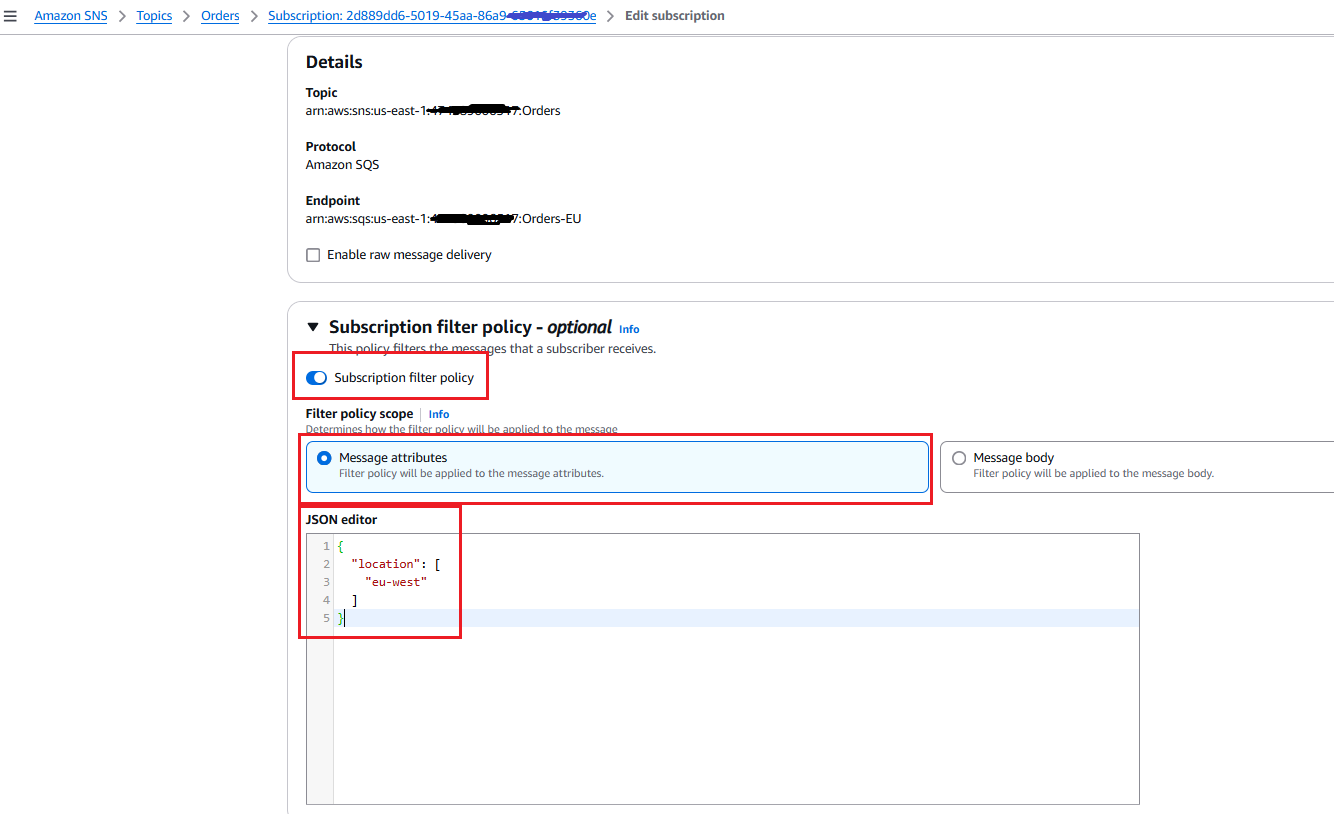 Amazon SNS > Topics > Orders > Subscription: 2d889dd6-5019-45aa-86a9- > Edit subscription
Details
Topic
arn:aws:sns:us-east-1: 7:Orders
Protocol
Amazon SQS
Endpoint
arn:aws:sqs:us-east-1: 7:Orders-EU
Enable raw message delivery
Subscription filter policy - optional Info
This policy filters the messages that a subscriber receives.
Subscription filter policy
Filter policy scope | Info
Determines how the filter policy will be applied to the message
Message attributes
Filter policy will be applied to the message attributes.
Message body
Filter policy will be applied to the message body.
JSON editor
1 {
2 "location": [
3 "eu-west"
4 ]
5 }